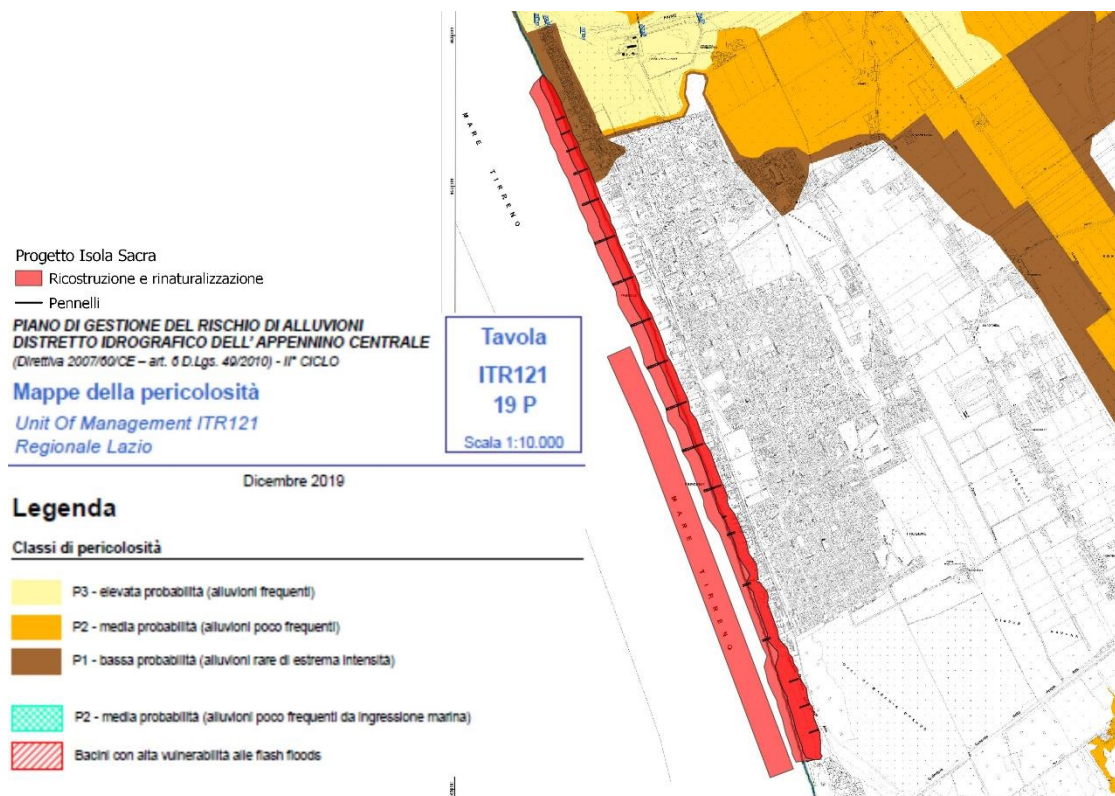 Progetto Isola Sacra
Ricostruzione e rinaturalizzazione
Pennelli
PIANO DI GESTIONE DEL RISCHIO DI ALLUVIONI
DISTRETTO IDROGRAFICO DELL'APPENNINO CENTRALE
(Direttiva 2007/60/CE – art. 6 D.Lgs. 49/2010) - II° CICLO
Mappe della pericolosità
Unit Of Management ITR121
Regionale Lazio
Tavola
ITR121
19 P
Scala 1:10.000
Dicembre 2019
Legenda
Classi di pericolosità
P3 - elevata probabilità (alluvioni frequenti)
P2 - media probabilità (alluvioni poco frequenti)
P1 - bassa probabilità (alluvioni rare di estrema intensità)
P2 - media probabilità (alluvioni poco frequenti da ingressione marina)
Bacini con alta vulnerabilità alle flash floods
MARE TIRRENO
MARE TIRRENO
FREGENE